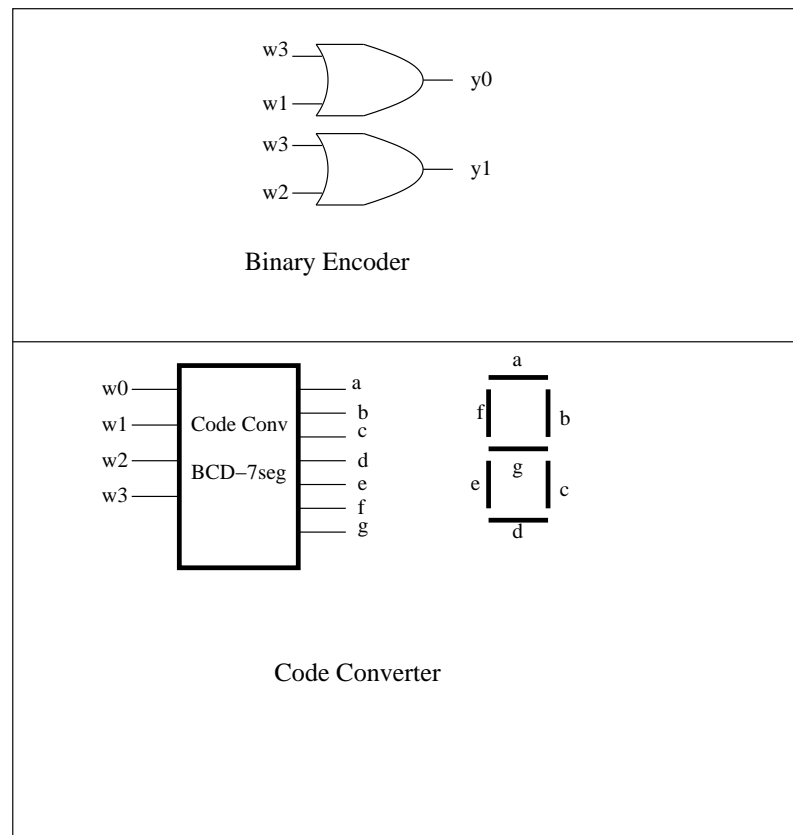 w3
y0
w1
w3
y1
w2
Binary Encoder
a
w0
a
f
b
b
w1
Code Conv
c
g
w2
d
BCD−7seg
e
e
c
w3
f
g
d
Code Converter